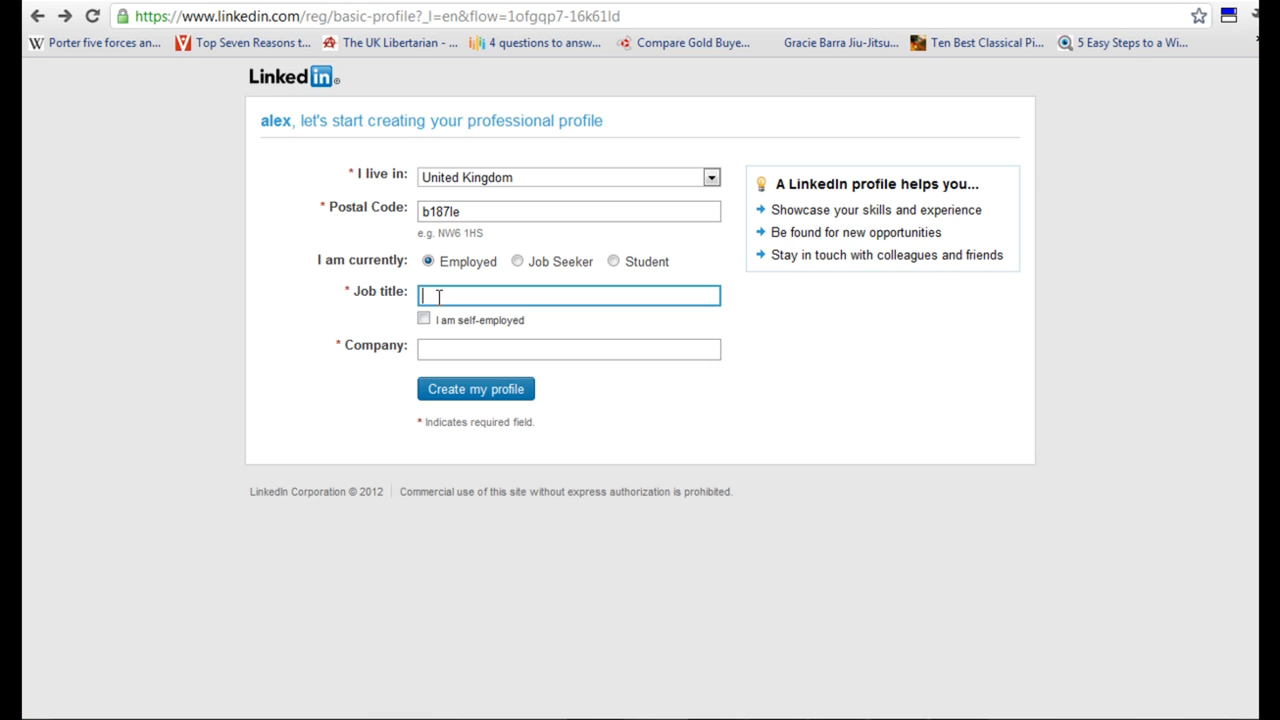 https://www.linkedin.com/reg/basic-profile?_l=en&flow=1ofgqp7-16k61ld
Porter five forces an... Top Seven Reasons t... The UK Libertarian - ... 4 questions to answ... Compare Gold Buye... Gracie Barra Jiu-Jitsu... Ten Best Classical Pi... 5 Easy Steps to a Wi...
Linked in
alex, let's start creating your professional profile
* I live in: United Kingdom
* Postal Code: b187le
e.g. NW6 1HS
I am currently: Employed Job Seeker Student
* Job title:
I am self-employed
* Company:
Create my profile
* Indicates required field.
A LinkedIn profile helps you...
Showcase your skills and experience
Be found for new opportunities
Stay in touch with colleagues and friends
LinkedIn Corporation © 2012 Commercial use of this site without express authorization is prohibited.